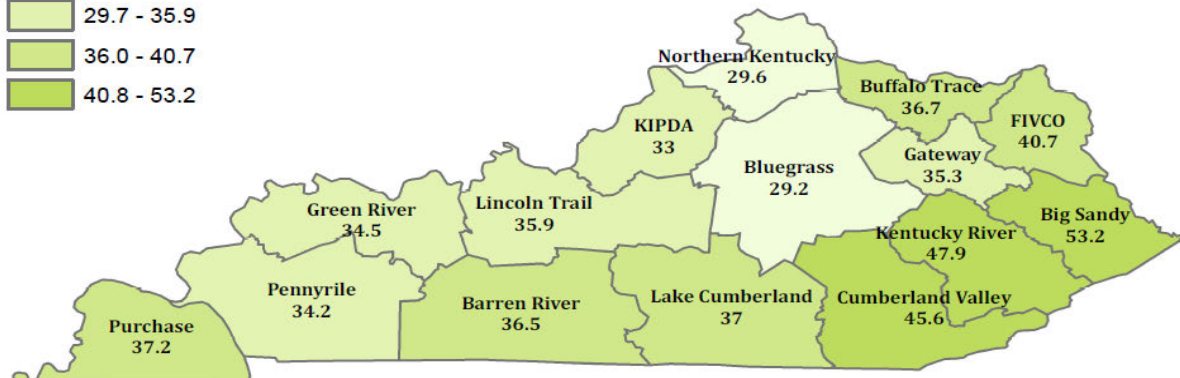 29.7 - 35.9
36.0 - 40.7
40.8 - 53.2
Northern Kentucky
29.6
Buffalo Trace
36.7
FIVCO
40.7
KIPDA
33
Gateway
35.3
Bluegrass
29.2
Lincoln Trail
35.9
Green River
34.5
Big Sandy
53.2
Kentucky River
47.9
Pennyrile
34.2
Barren River
36.5
Lake Cumberland
37
Cumberland Valley
45.6
Purchase
37.2